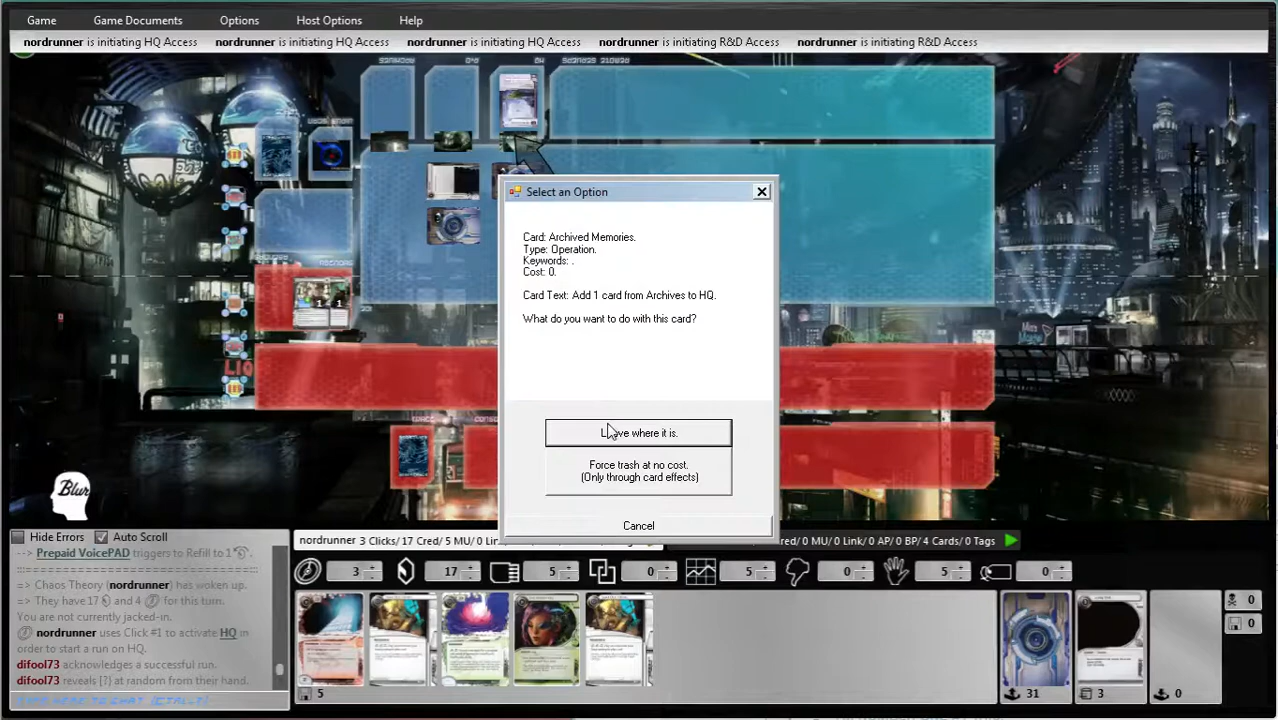 Game Game Documents Options Host Options Help
nordrunner is initiating HQ Access nordrunner is initiating HQ Access nordrunner is initiating HQ Access nordrunner is initiating R&D Access nordrunner is initiating R&D Access
Select an Option
Card: Archived Memories.
Type: Operation.
Keywords: .
Cost: 0.
Card Text: Add 1 card from Archives to HQ.
What do you want to do with this card?
Leave where it is.
Force trash at no cost.
(Only through card effects)
Cancel
Blur
Hide Errors Auto Scroll
--> Prepaid VoicePAD triggers to Refill to 1
=> Chaos Theory (nordrunner) has woken up.
=> They have 17 and 4 for this turn.
You are not currently jacked-in.
nordrunner uses Click #1 to activate HQ in
difool73 acknowledges a successful run.
difool73 reveals [?] at random from their hand.
nordrunner 3 Clicks/ 17 Cred/ 5 MU/ 0
red/ 0 MU/ 0 Link/ 0 AP/ 0 BP/ 4 Cards/ 0 Tags
3 17 5 0 5 0 5 0
5
31 3 0
0
0